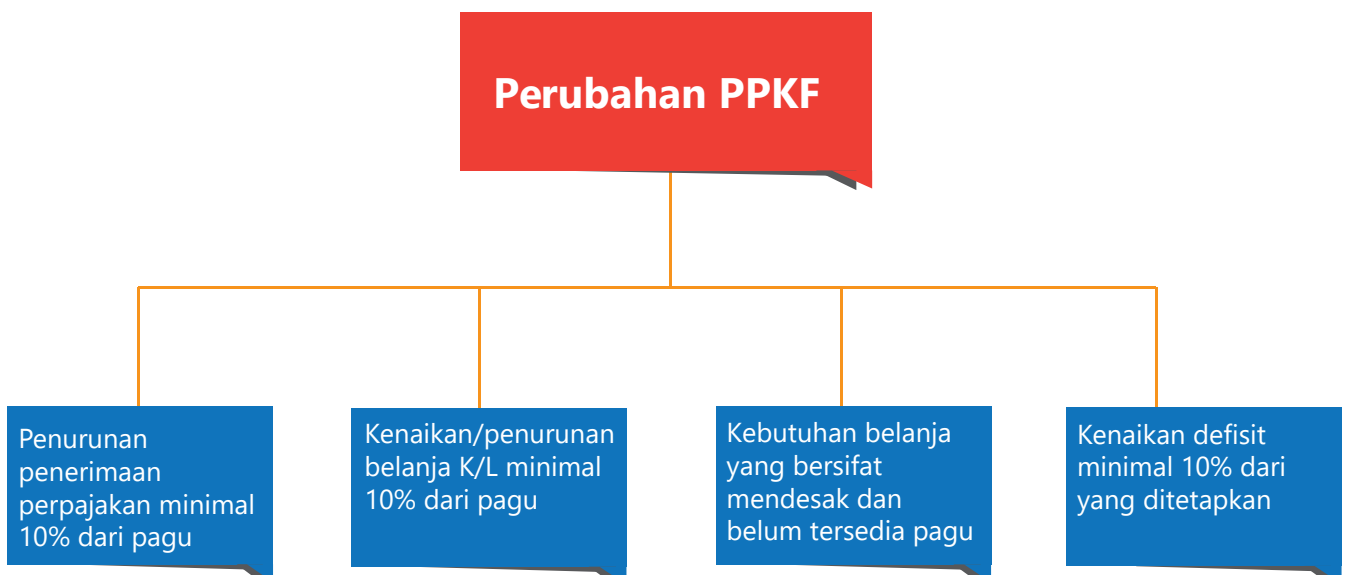 Perubahan PPKF
Penurunan
penerimaan
perpajakan minimal
10% dari pagu
Kenaikan/penurunan
belanja K/L minimal
10% dari pagu
Kebutuhan belanja
yang bersifat
mendesak dan
belum tersedia pagu
Kenaikan defisit
minimal 10% dari
yang ditetapkan